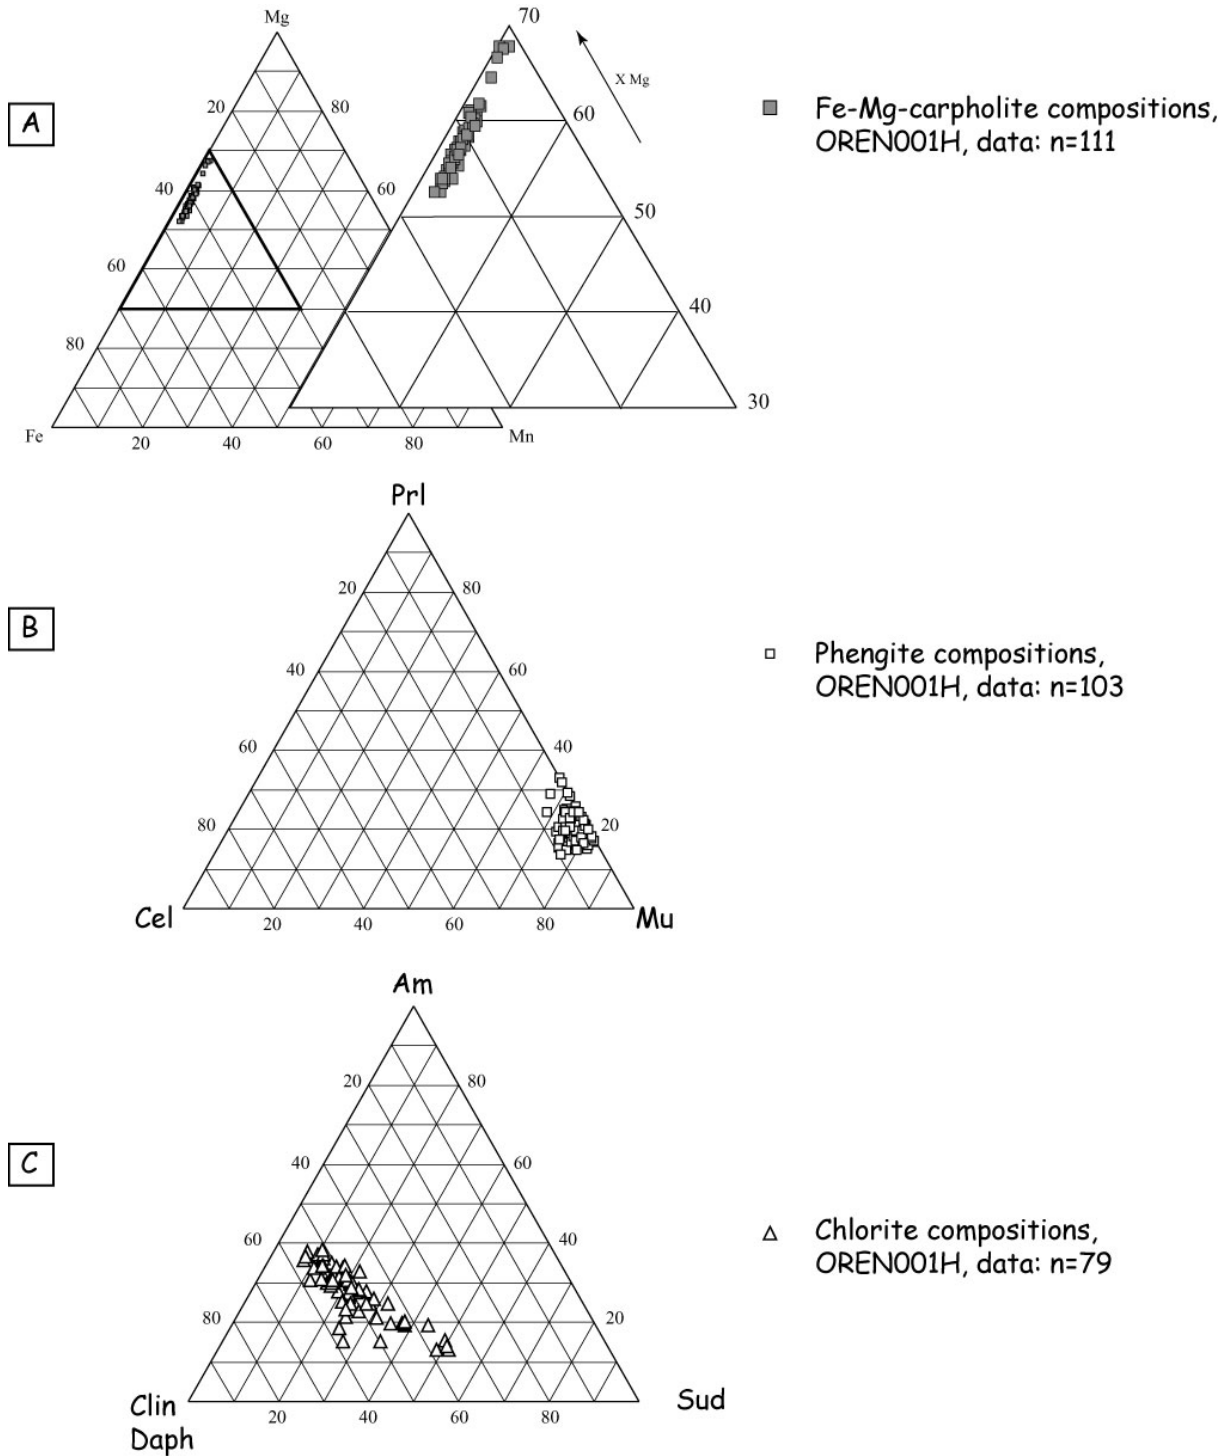 Mg
70
A
20
80
X Mg
Fe-Mg-carpholite compositions,
OREN001H, data: n=111
60
40
60
50
60
40
80
30
Fe
20
40
60
80
Mn
Prl
B
20
80
40
60
Phengite compositions,
OREN001H, data: n=103
60
40
80
20
Cel
20
40
60
80
Mu
Am
C
20
80
40
60
Chlorite compositions,
OREN001H, data: n=79
60
40
80
20
Clin
Daph
20
40
60
80
Sud